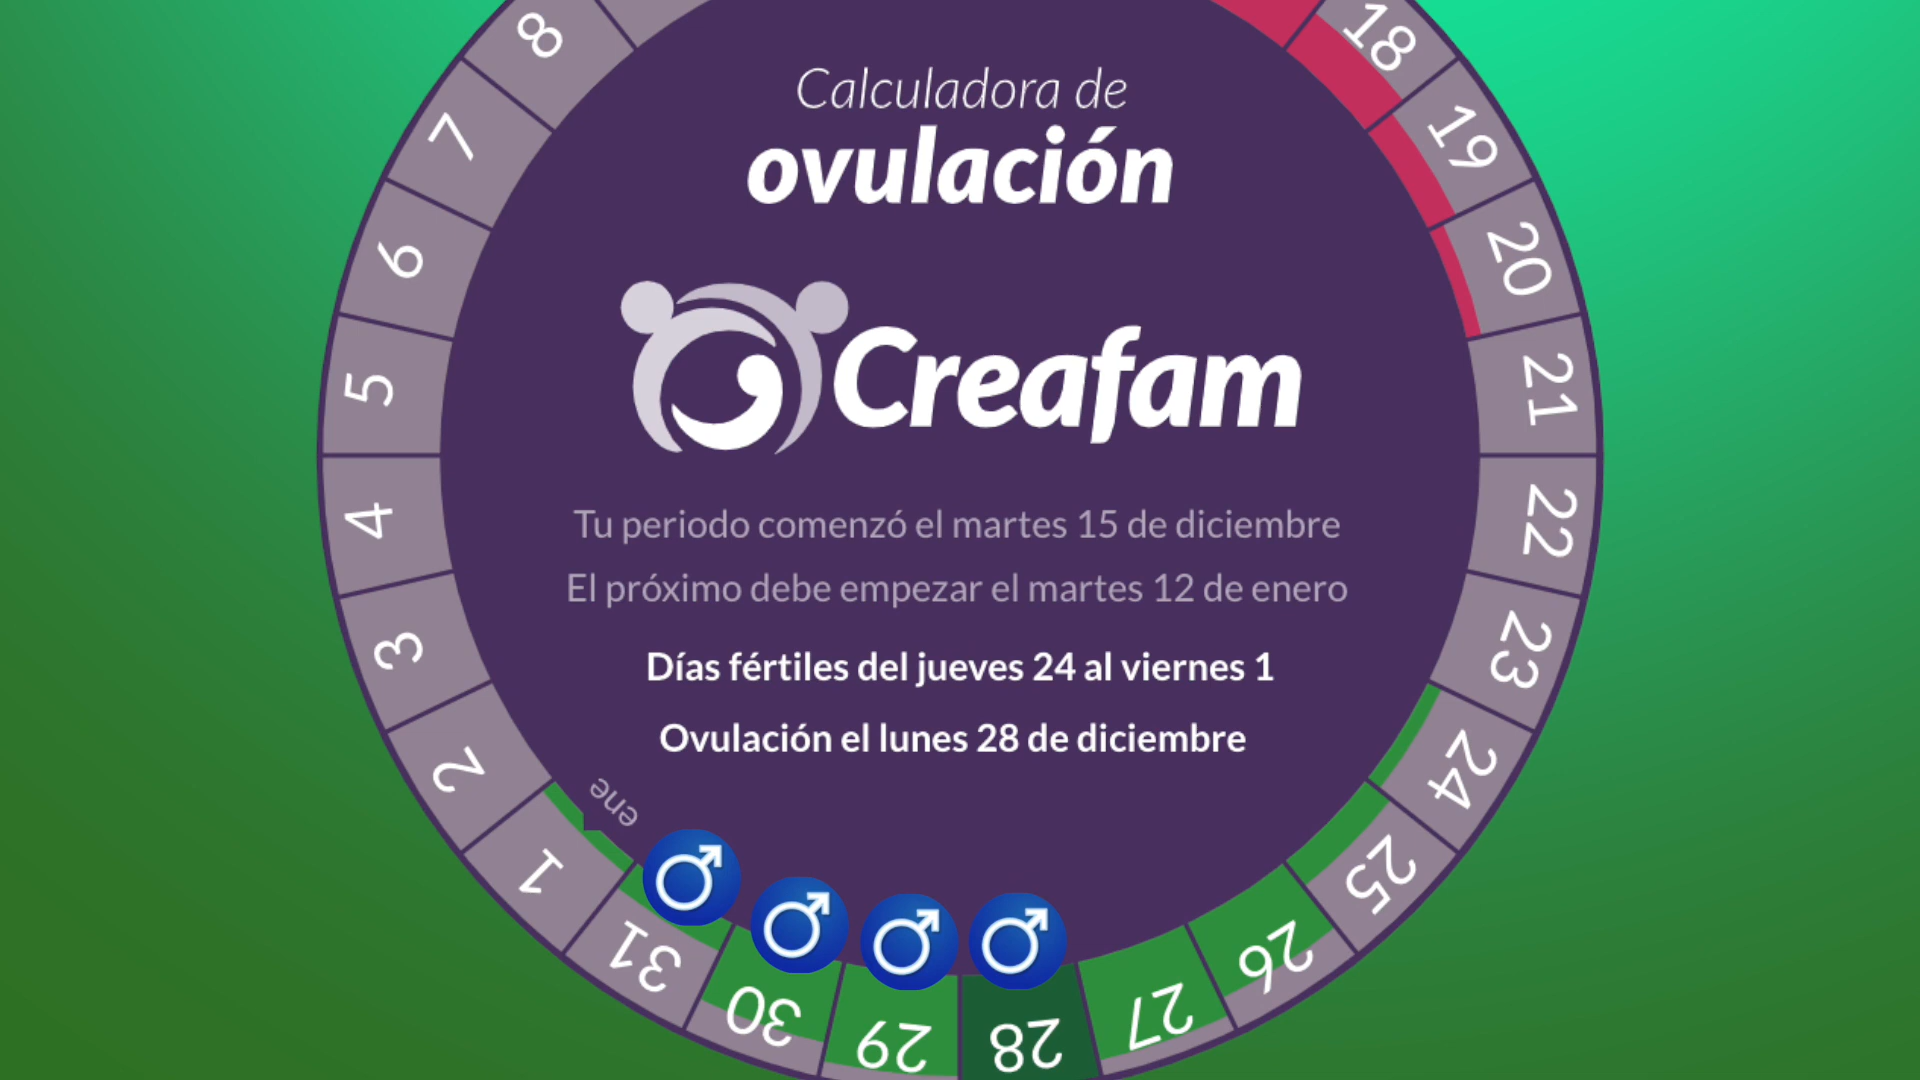 Calculadora de
ovulación
Creafam
Tu periodo comenzó el martes 15 de diciembre
El próximo debe empezar el martes 12 de enero
Días fértiles del jueves 24 al viernes 1
Ovulación el lunes 28 de diciembre
ene
18
19
20
21
22
23
24
25
26
27
28
29
30
31
1
2
3
4
5
6
7
8